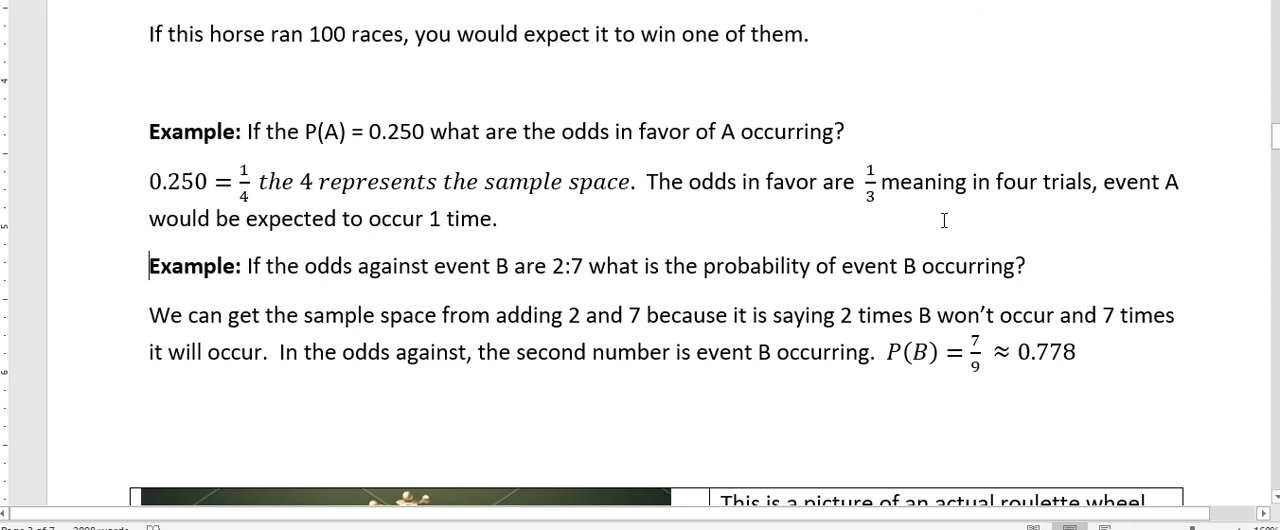 If this horse ran 100 races, you would expect it to win one of them.
Example: If the P(A) = 0.250 what are the odds in favor of A occurring?
0.250 = 1/4 the 4 represents the sample space. The odds in favor are 1/3 meaning in four trials, event A
would be expected to occur 1 time.
Example: If the odds against event B are 2:7 what is the probability of event B occurring?
We can get the sample space from adding 2 and 7 because it is saying 2 times B won’t occur and 7 times
it will occur. In the odds against, the second number is event B occurring. P(B) = 7/9 ≈ 0.778
This is a picture of an actual roulette wheel